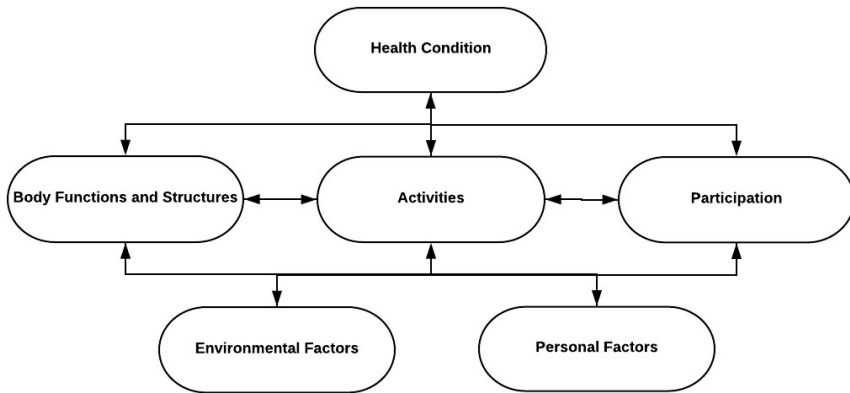 Health Condition
Body Functions and Structures
Activities
Participation
Environmental Factors
Personal Factors